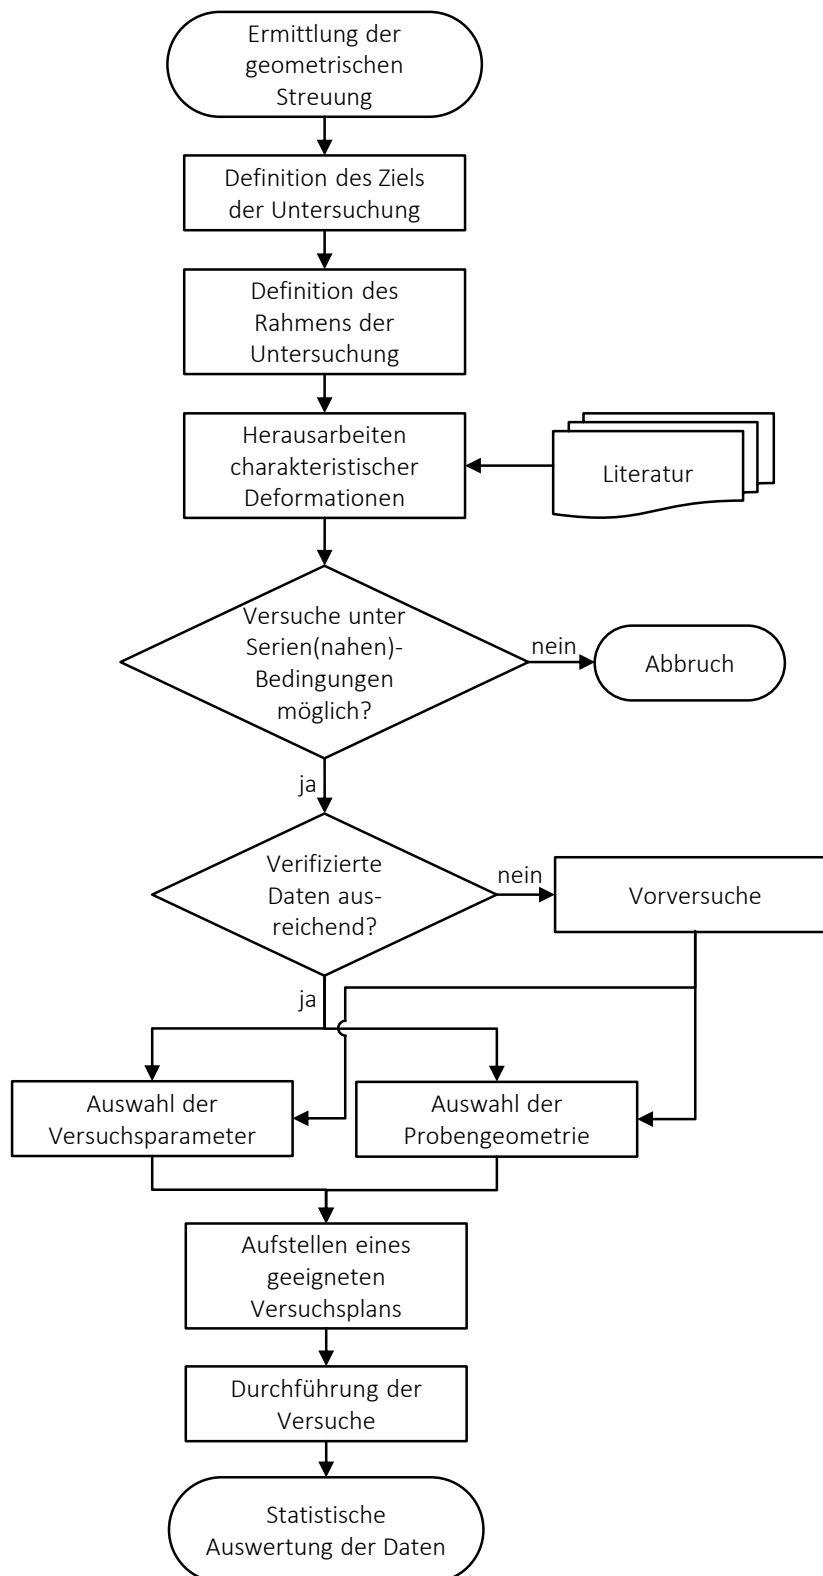 Ermittlung der
geometrischen
Streuung
Definition des Ziels
der Untersuchung
Definition des
Rahmens der
Untersuchung
Herausarbeiten
charakteristischer
Deformationen
Literatur
Versuche unter
Serien(nahen)-
Bedingungen
möglich?
nein
Abbruch
ja
Verifizierte
Daten aus-
reichend?
nein
Vorversuche
ja
Auswahl der
Versuchsparameter
Auswahl der
Probengeometrie
Aufstellen eines
geeigneten
Versuchsplans
Durchführung der
Versuche
Statistische
Auswertung der Daten